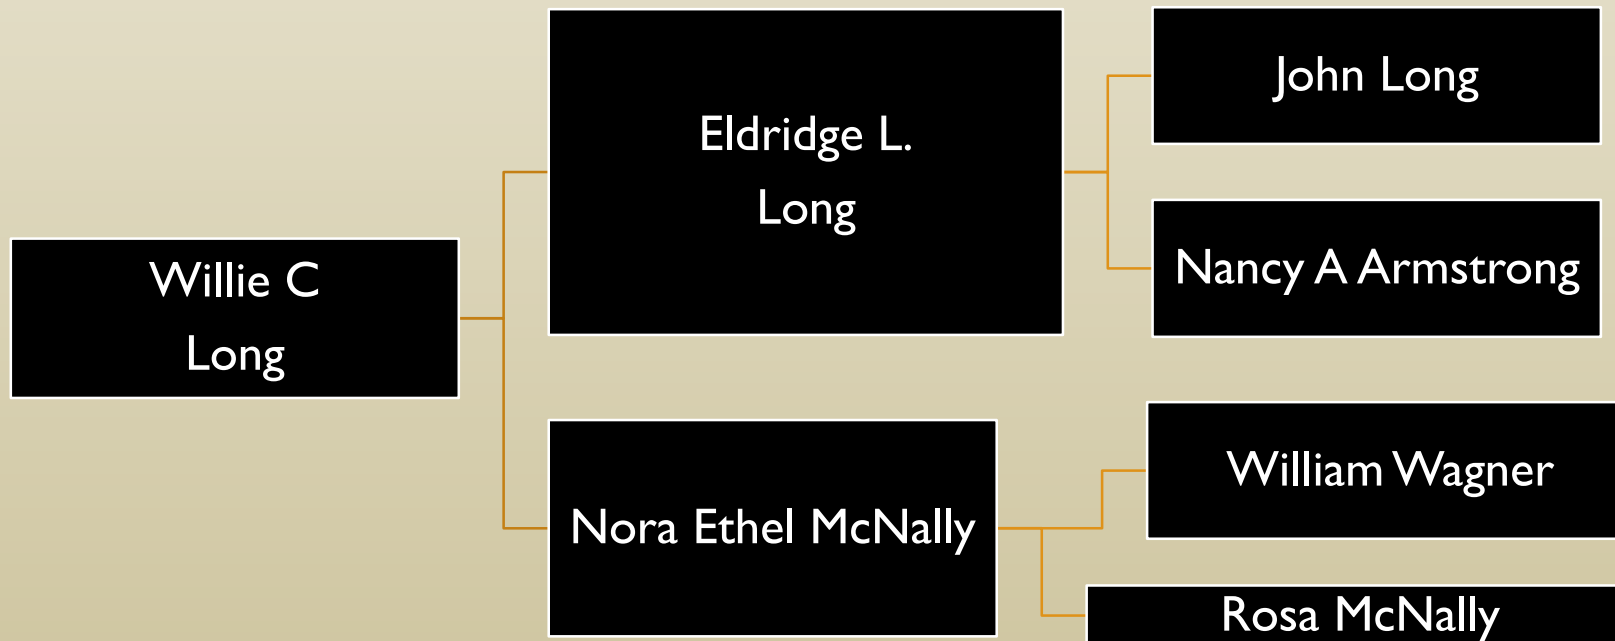 Willie C
Long
Eldridge L.
Long
Nora Ethel McNally
John Long
Nancy A Armstrong
William Wagner
Rosa McNally